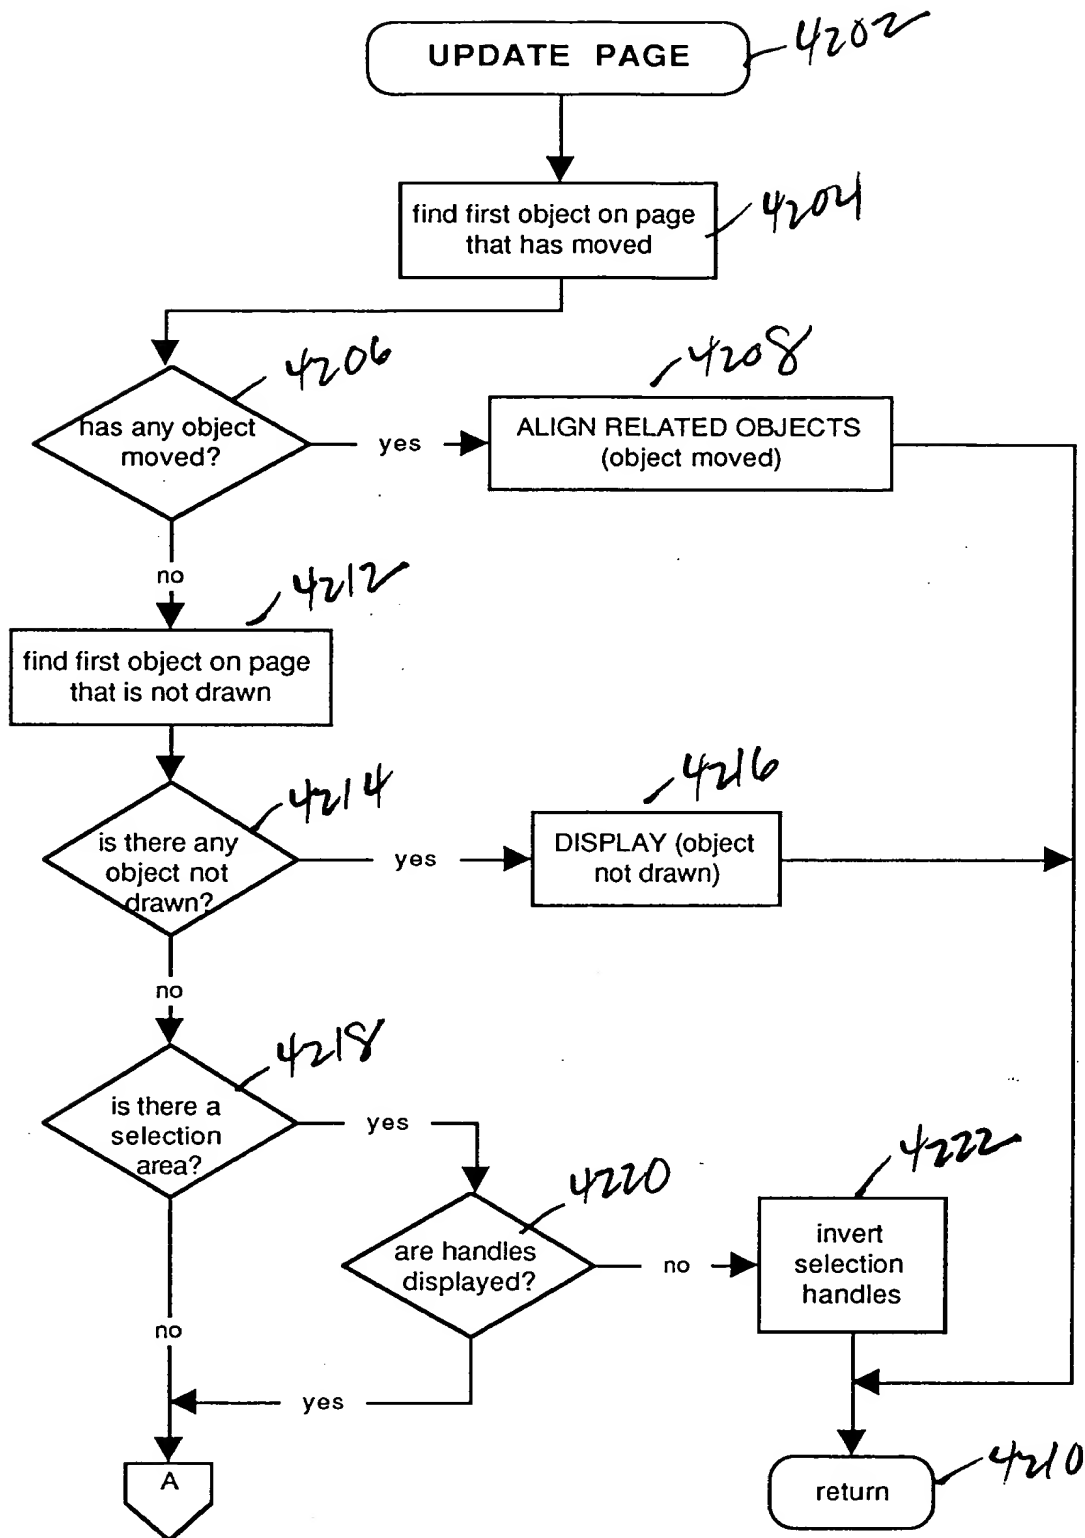 UPDATE PAGE
4202
find first object on page
that has moved
4204
has any object
moved?
4206
yes
ALIGN RELATED OBJECTS
(object moved)
4208
no
4212
find first object on page
that is not drawn
is there any
object not
drawn?
4214
yes
DISPLAY (object
not drawn)
4216
no
4218
is there a
selection
area?
yes
4220
are handles
displayed?
no
4222
invert
selection
handles
no
yes
A
return
4210